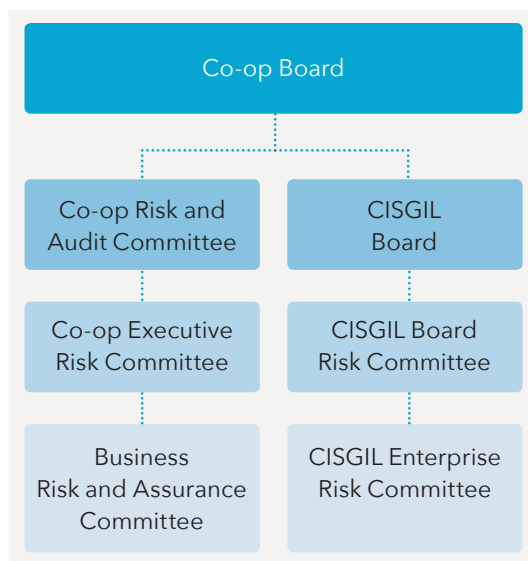 Co-op Board
Co-op Risk and
Audit Committee
CISGIL
Board
Co-op Executive
Risk Committee
CISGIL Board
Risk Committee
Business
Risk and Assurance
Committee
CISGIL Enterprise
Risk Committee